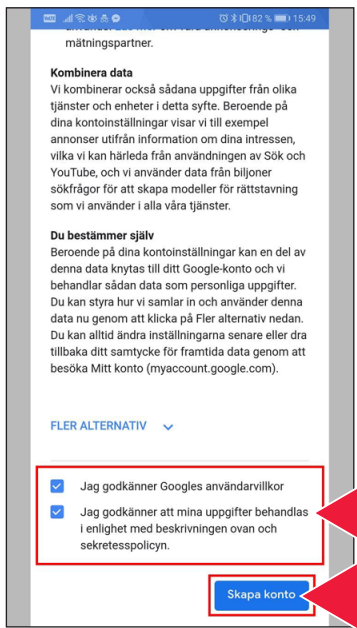 82 % 15:49
mätningspartner.
Kombinera data
Vi kombinerar också sådana uppgifter från olika
tjänster och enheter i detta syfte. Beroende på
dina kontoinställningar visar vi till exempel
annonser utifrån information om dina intressen,
vilka vi kan härleda från användningen av Sök och
YouTube, och vi använder data från biljoner
sökfrågor för att skapa modeller för rättstavning
som vi använder i alla våra tjänster.
Du bestämmer själv
Beroende på dina kontoinställningar kan en del av
denna data knytas till ditt Google-konto och vi
behandlar sådan data som personliga uppgifter.
Du kan styra hur vi samlar in och använder denna
data nu genom att klicka på Fler alternativ nedan.
Du kan alltid ändra inställningarna senare eller dra
tillbaka ditt samtycke för framtida data genom att
besöka Mitt konto (myaccount.google.com).
FLER ALTERNATIV
Jag godkänner Googles användarvillkor
Jag godkänner att mina uppgifter behandlas
i enlighet med beskrivningen ovan och
sekretesspolicyn.
Skapa konto